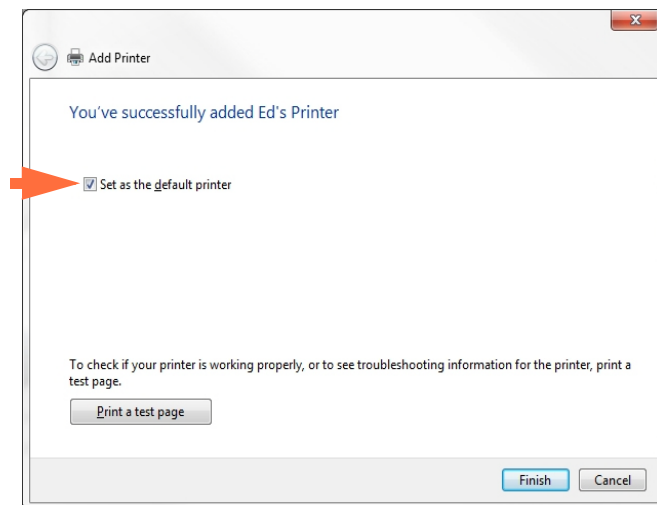 Add Printer
You've successfully added Ed's Printer
Set as the default printer
To check if your printer is working properly, or to see troubleshooting information for the printer, print a
test page.
Print a test page
Finish
Cancel